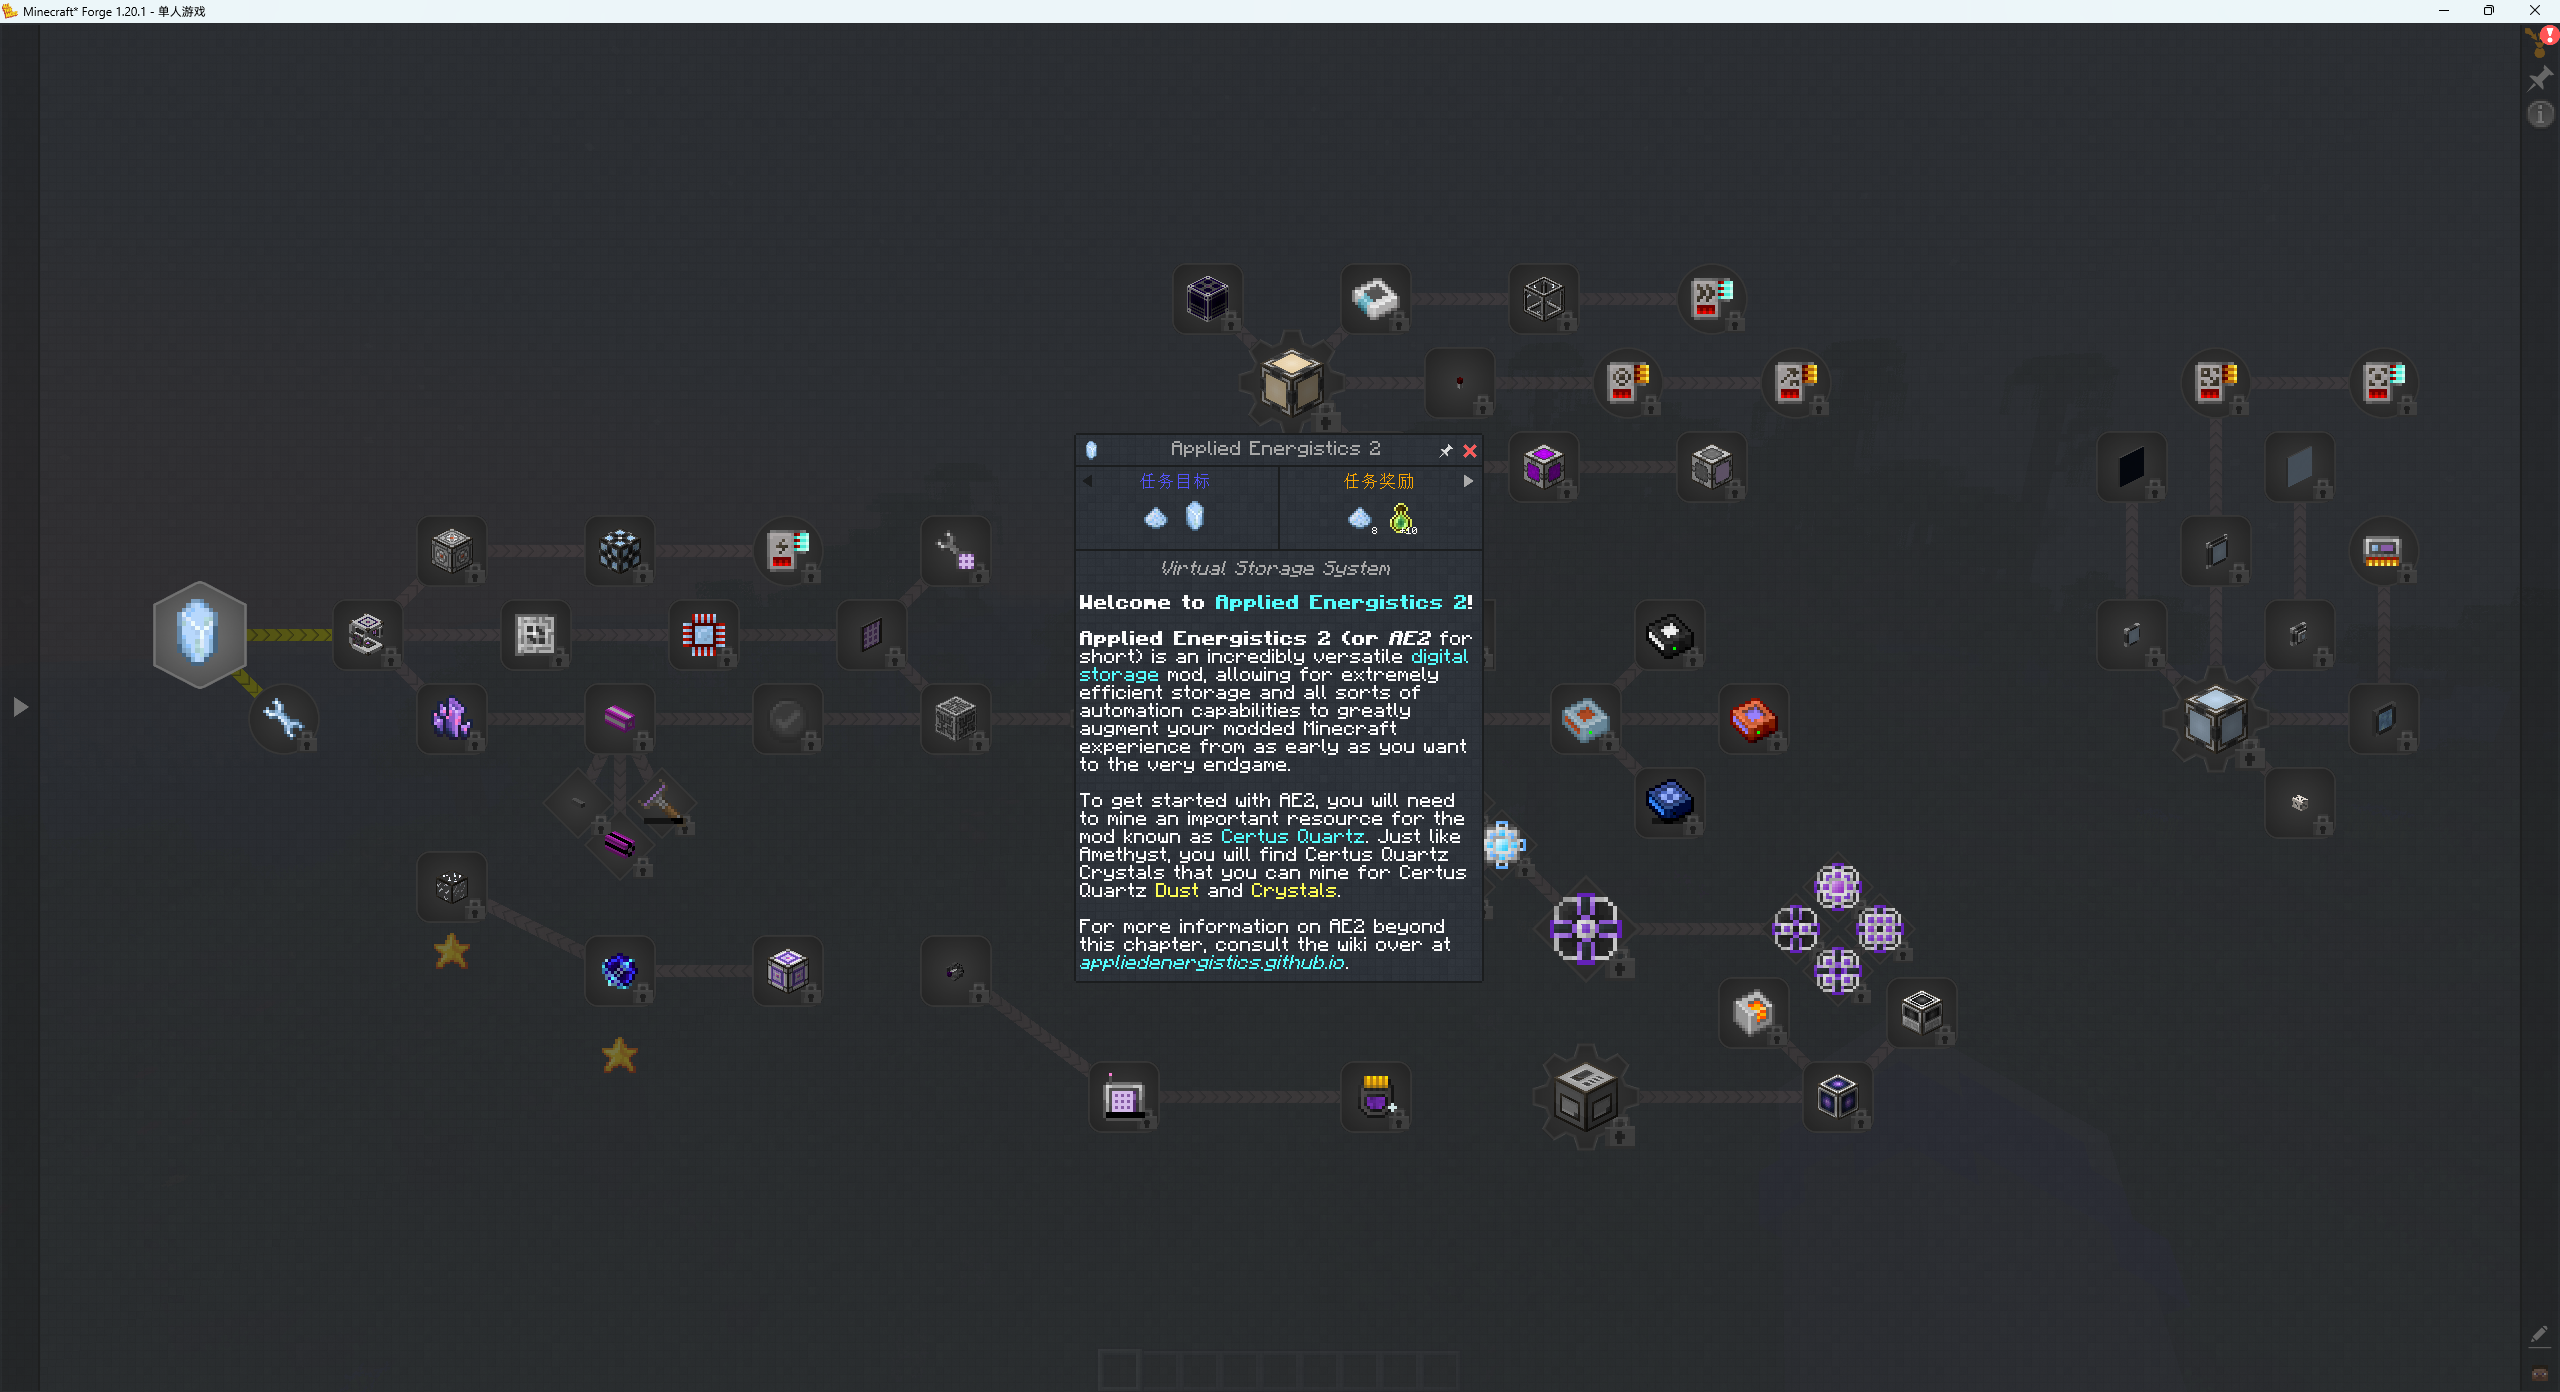 Minecraft* Forge 1.20.1 - 单人游戏
Applied Energistics 2
任务目标
任务奖励
8
10
Virtual Storage System
Welcome to Applied Energistics 2!
Applied Energistics 2 (or AE2 for
short) is an incredibly versatile digital
storage mod, allowing for extremely
efficient storage and all sorts of
automation capabilities to greatly
augment your modded Minecraft
experience from as early as you want
to the very endgame.
To get started with AE2, you will need
to mine an important resource for the
mod known as Certus Quartz. Just like
Amethyst, you will find Certus Quartz
Crystals that you can mine for Certus
Quartz Dust and Crystals.
For more information on AE2 beyond
this chapter, consult the wiki over at
appliedenergistics.github.io.